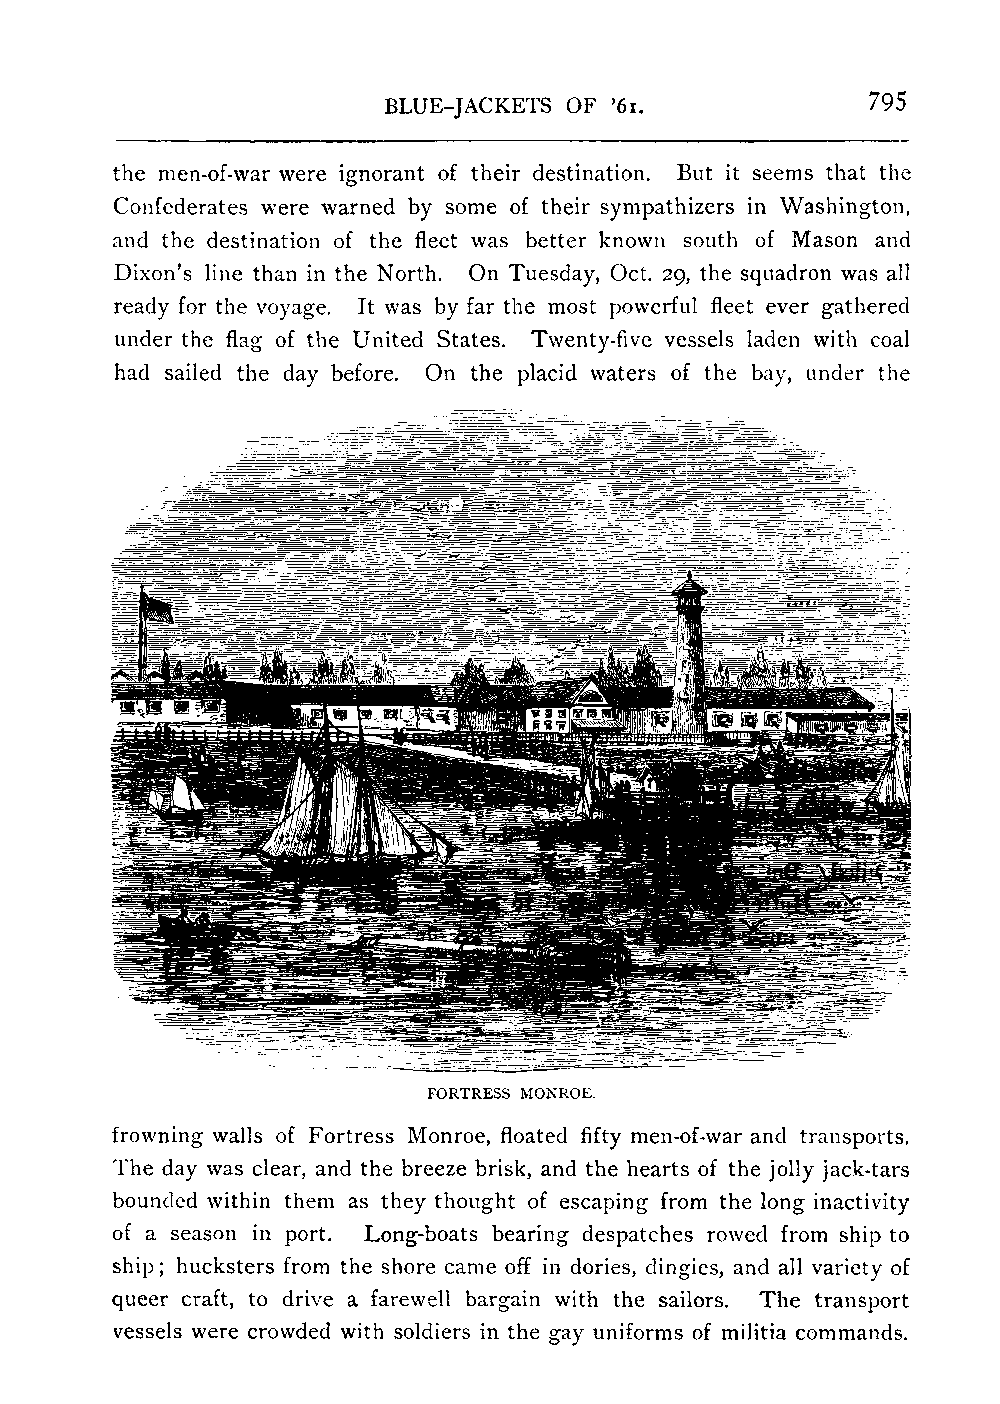 BLUE-JACKETS OF '61. 795
the men-of-war were ignorant of their destination. But it seems that the
Confederates were warned by some of their sympathizers in Washington,
and the destination of the fleet was better known south of Mason and
Dixon's line than in the North. On Tuesday, Oct. 29, the squadron was all
ready for the voyage. It was by far the most powerful fleet ever gathered
under the flag of the United States. Twenty-five vessels laden with coal
had sailed the day before. On the placid waters of the bay, under the
FORTRESS MONROE.
frowning walls of Fortress Monroe, floated fifty men-of-war and transports.
The day was clear, and the breeze brisk, and the hearts of the jolly jack-tars
bounded within them as they thought of escaping from the long inactivity
of a season in port. Long-boats bearing despatches rowed from ship to
ship; hucksters from the shore came off in dories, dingies, and all variety of
queer craft, to drive a farewell bargain with the sailors. The transport
vessels were crowded with soldiers in the gay uniforms of militia commands.